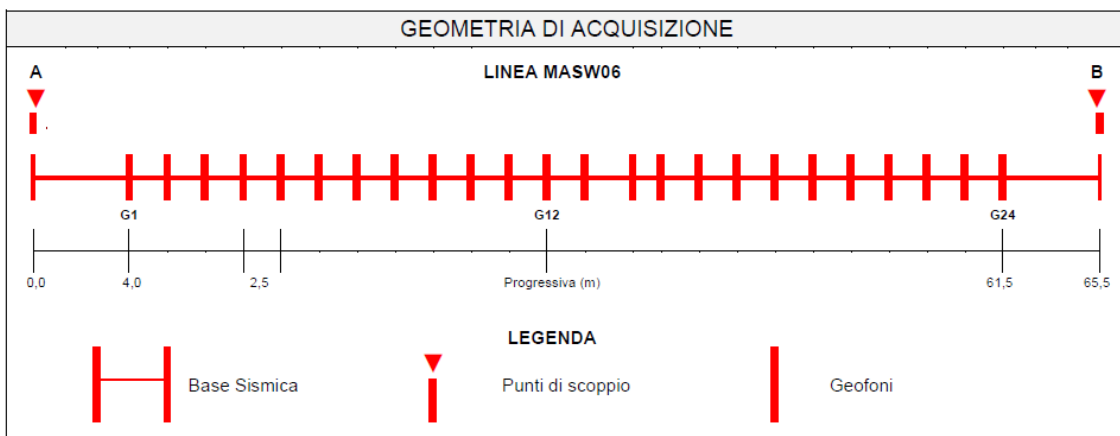 GEOMETRIA DI ACQUISIZIONE
A LINEA MASW06 B
G1 G12 G24
0,0 4,0 2,5 Progressiva (m) 61,5 65,5
LEGENDA
Base Sismica Punti di scoppio Geofoni